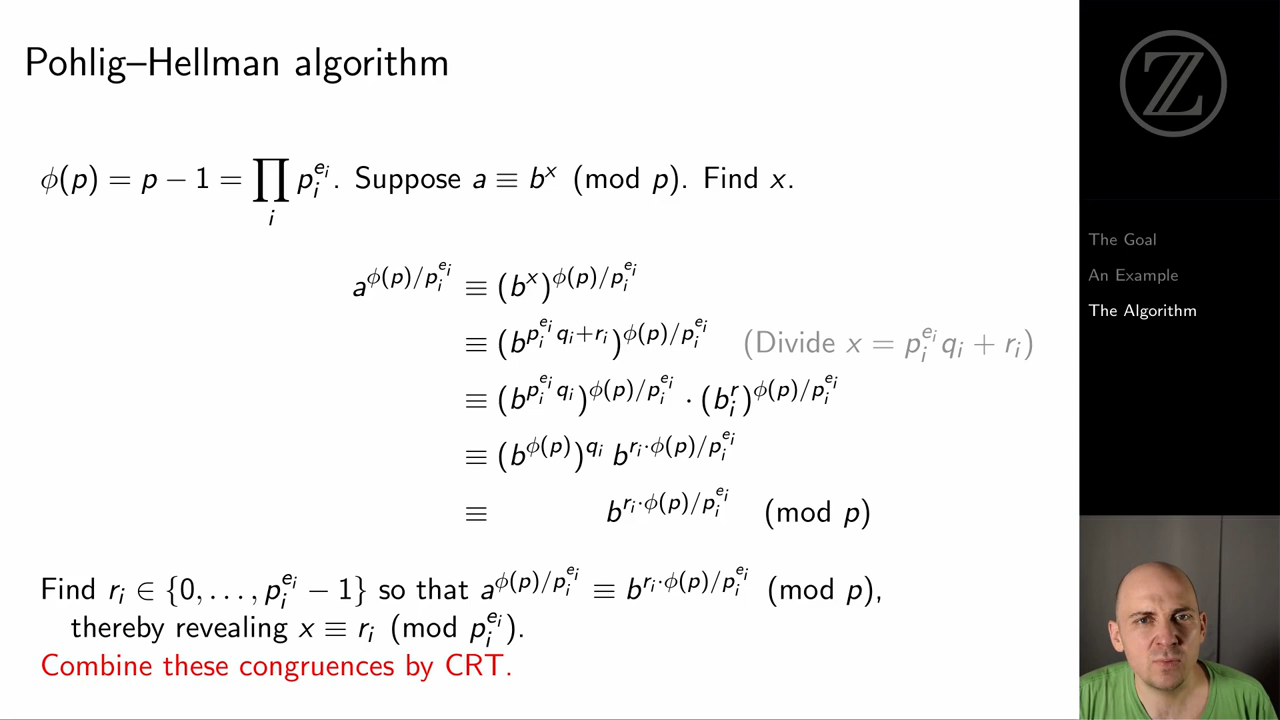 Pohlig–Hellman algorithm
ϕ(p) = p − 1 = ∏_i p_i^{e_i}. Suppose a ≡ b^x (mod p). Find x.
a^{ϕ(p)/p_i^{e_i}} ≡ (b^x)^{ϕ(p)/p_i^{e_i}}
≡ (b^{p_i^{e_i} q_i + r_i})^{ϕ(p)/p_i^{e_i}} (Divide x = p_i^{e_i} q_i + r_i)
≡ (b^{p_i^{e_i} q_i})^{ϕ(p)/p_i^{e_i}} · (b_i^r)^{ϕ(p)/p_i^{e_i}}
≡ (b^{ϕ(p)})^{q_i} b^{r_i·ϕ(p)/p_i^{e_i}}
≡ b^{r_i·ϕ(p)/p_i^{e_i}} (mod p)
Find r_i ∈ {0, . . . , p_i^{e_i} − 1} so that a^{ϕ(p)/p_i^{e_i}} ≡ b^{r_i·ϕ(p)/p_i^{e_i}} (mod p),
thereby revealing x ≡ r_i (mod p_i^{e_i}).
Combine these congruences by CRT.
ℤ
The Goal
An Example
The Algorithm